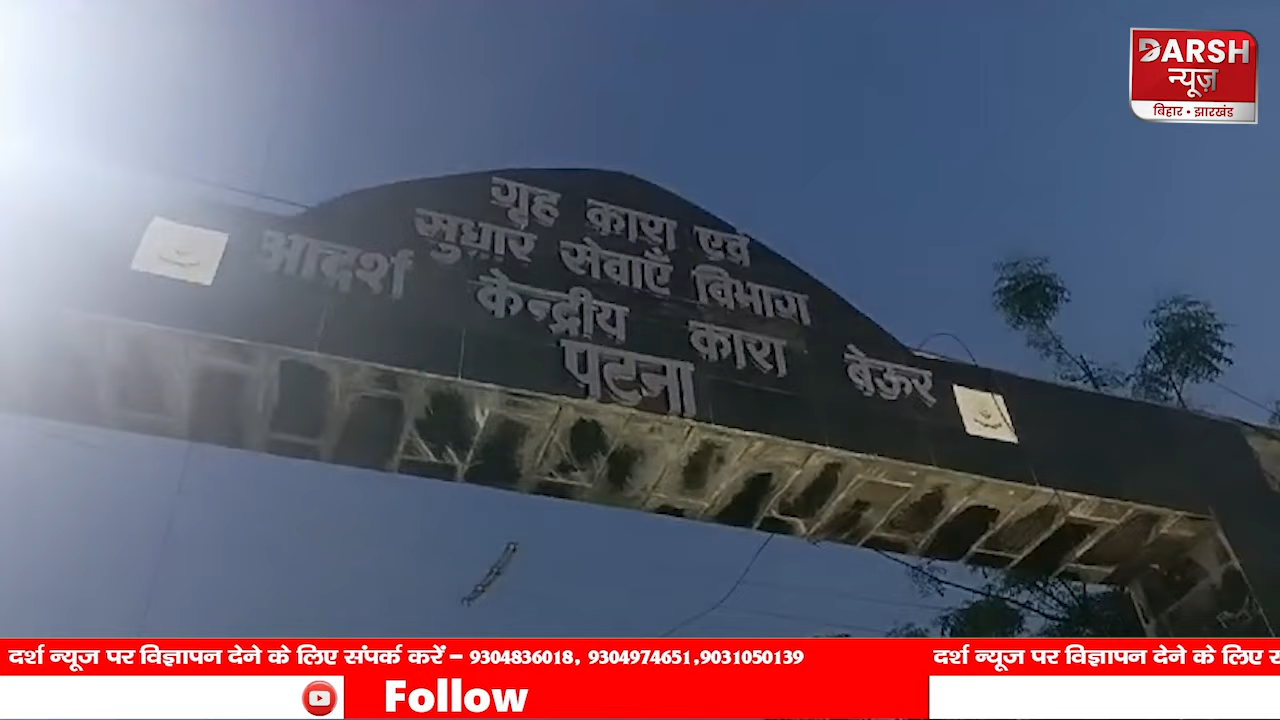 DARSH
न्यूज़
बिहार • झारखंड
गृह कारा एवं
सुधार सेवाएँ विभाग
आदर्श केन्द्रीय कारा बेऊर
पटना
दर्श न्यूज पर विज्ञापन देने के लिए संपर्क करें – 9304836018, 9304974651,9031050139
दर्श न्यूज पर विज्ञापन देने के लिए
Follow